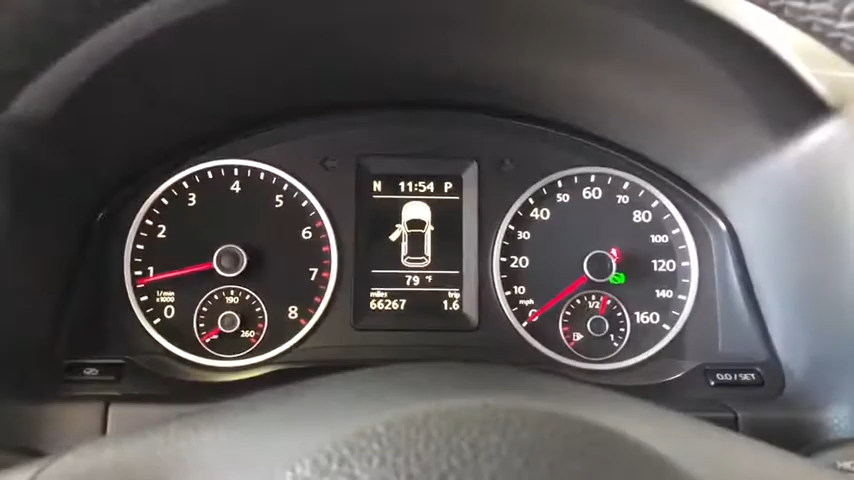 N 11:54 P
79 °F
miles trip
66267 1.6
0 1 2 3 4 5 6 7 8
1/min
x1000
190
260
0 10 20 30 40 50 60 70 80 100 120 140 160
mph
1/2
1
0.0 / SET